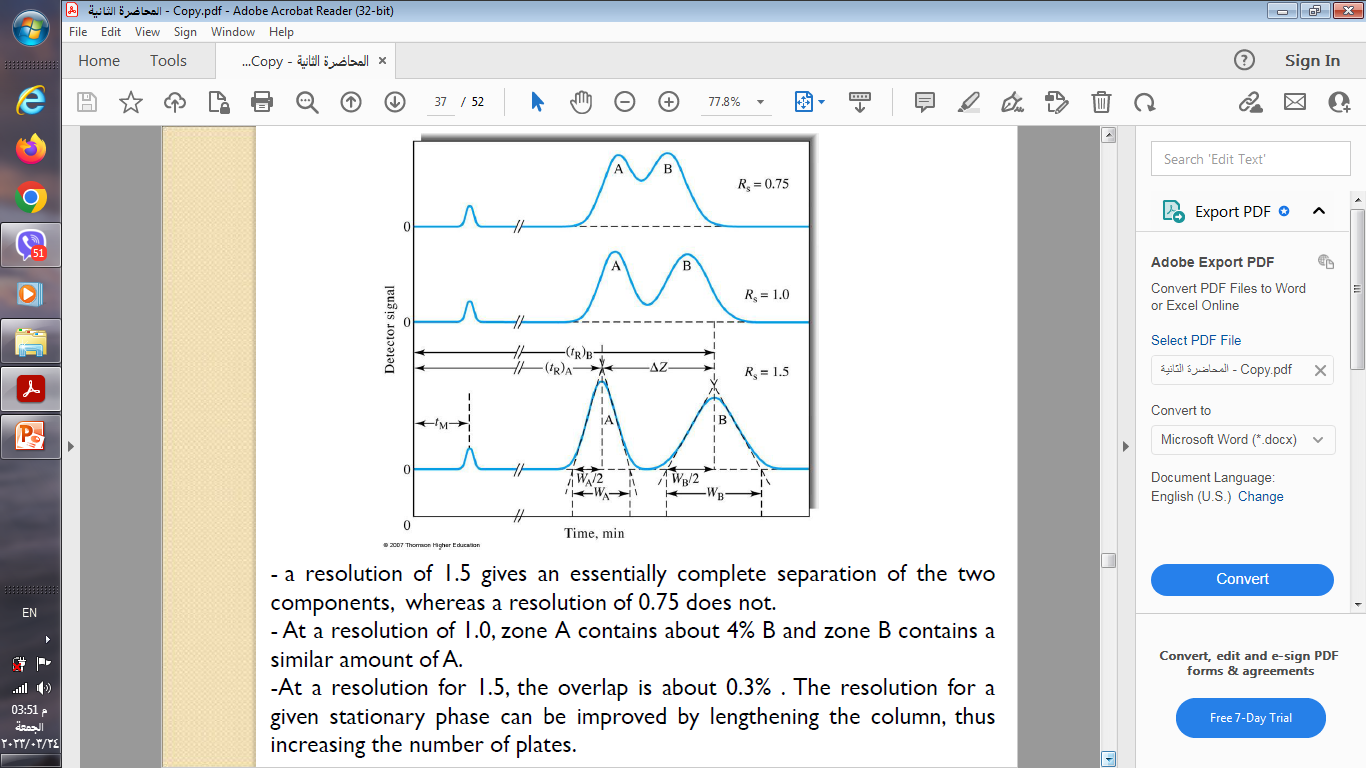 المحاضرة الثانية - Copy.pdf - Adobe Acrobat Reader (32-bit)
File Edit View Sign Window Help
Home Tools المحاضرة الثانية - Copy... ×
Sign In
37 / 52 77.8%
A B
Rs = 0.75
0
A B
Rs = 1.0
0
Detector signal
(tR)B
(tR)A ΔZ
Rs = 1.5
tM
A B
0
WA/2 WB/2
WA WB
0
Time, min
© 2007 Thomson Higher Education
- a resolution of 1.5 gives an essentially complete separation of the two
components, whereas a resolution of 0.75 does not.
- At a resolution of 1.0, zone A contains about 4% B and zone B contains a
similar amount of A.
-At a resolution for 1.5, the overlap is about 0.3% . The resolution for a
given stationary phase can be improved by lengthening the column, thus
increasing the number of plates.
Search 'Edit Text'
Export PDF
Adobe Export PDF
Convert PDF Files to Word
or Excel Online
Select PDF File
المحاضرة الثانية - Copy.pdf
Convert to
Microsoft Word (*.docx)
Document Language:
English (U.S.) Change
Convert
Convert, edit and e-sign PDF
forms & agreements
Free 7-Day Trial
51
EN
03:51 م
الجمعة
٢٠٢٣/٠٣/٢٤